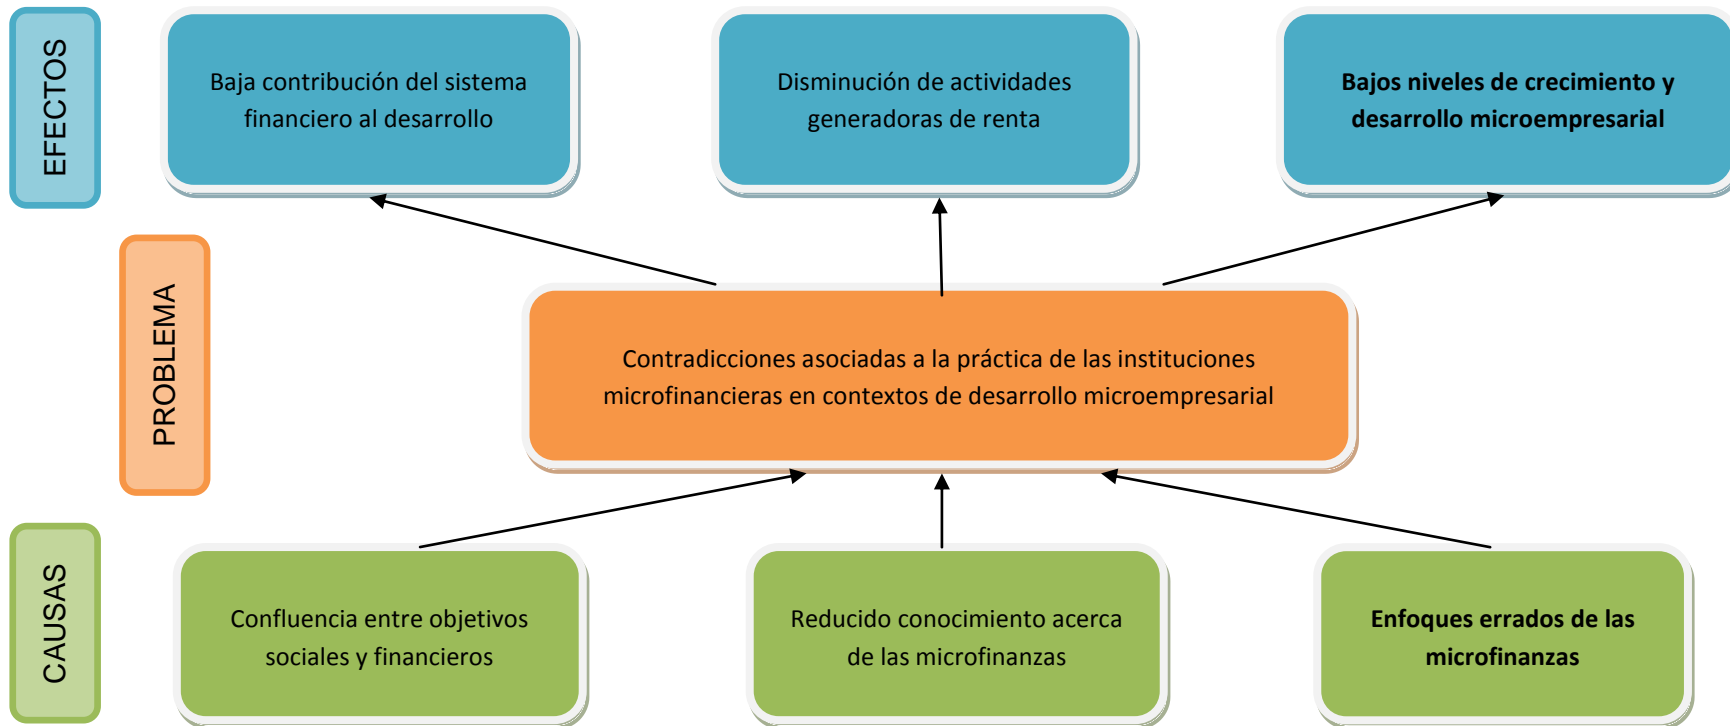 EFECTOS
Baja contribución del sistema
financiero al desarrollo
Disminución de actividades
generadoras de renta
Bajos niveles de crecimiento y
desarrollo microempresarial
PROBLEMA
Contradicciones asociadas a la práctica de las instituciones
microfinancieras en contextos de desarrollo microempresarial
CAUSAS
Confluencia entre objetivos
sociales y financieros
Reducido conocimiento acerca
de las microfinanzas
Enfoques errados de las
microfinanzas